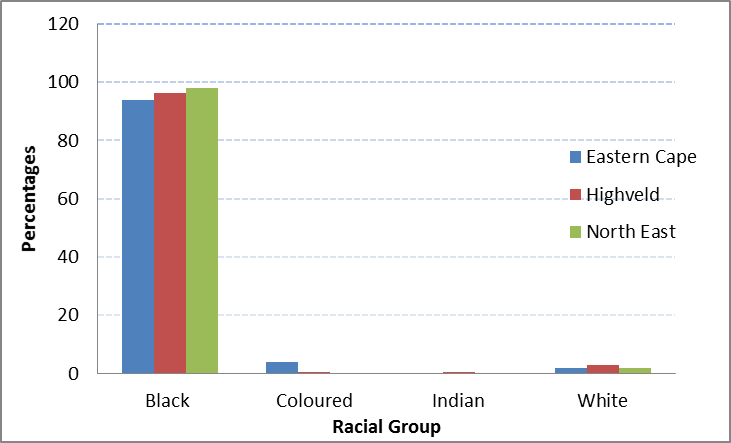 120
100
80
60
40
20
0
Percentages
Eastern Cape
Highveld
North East
Black
Coloured
Indian
White
Racial Group